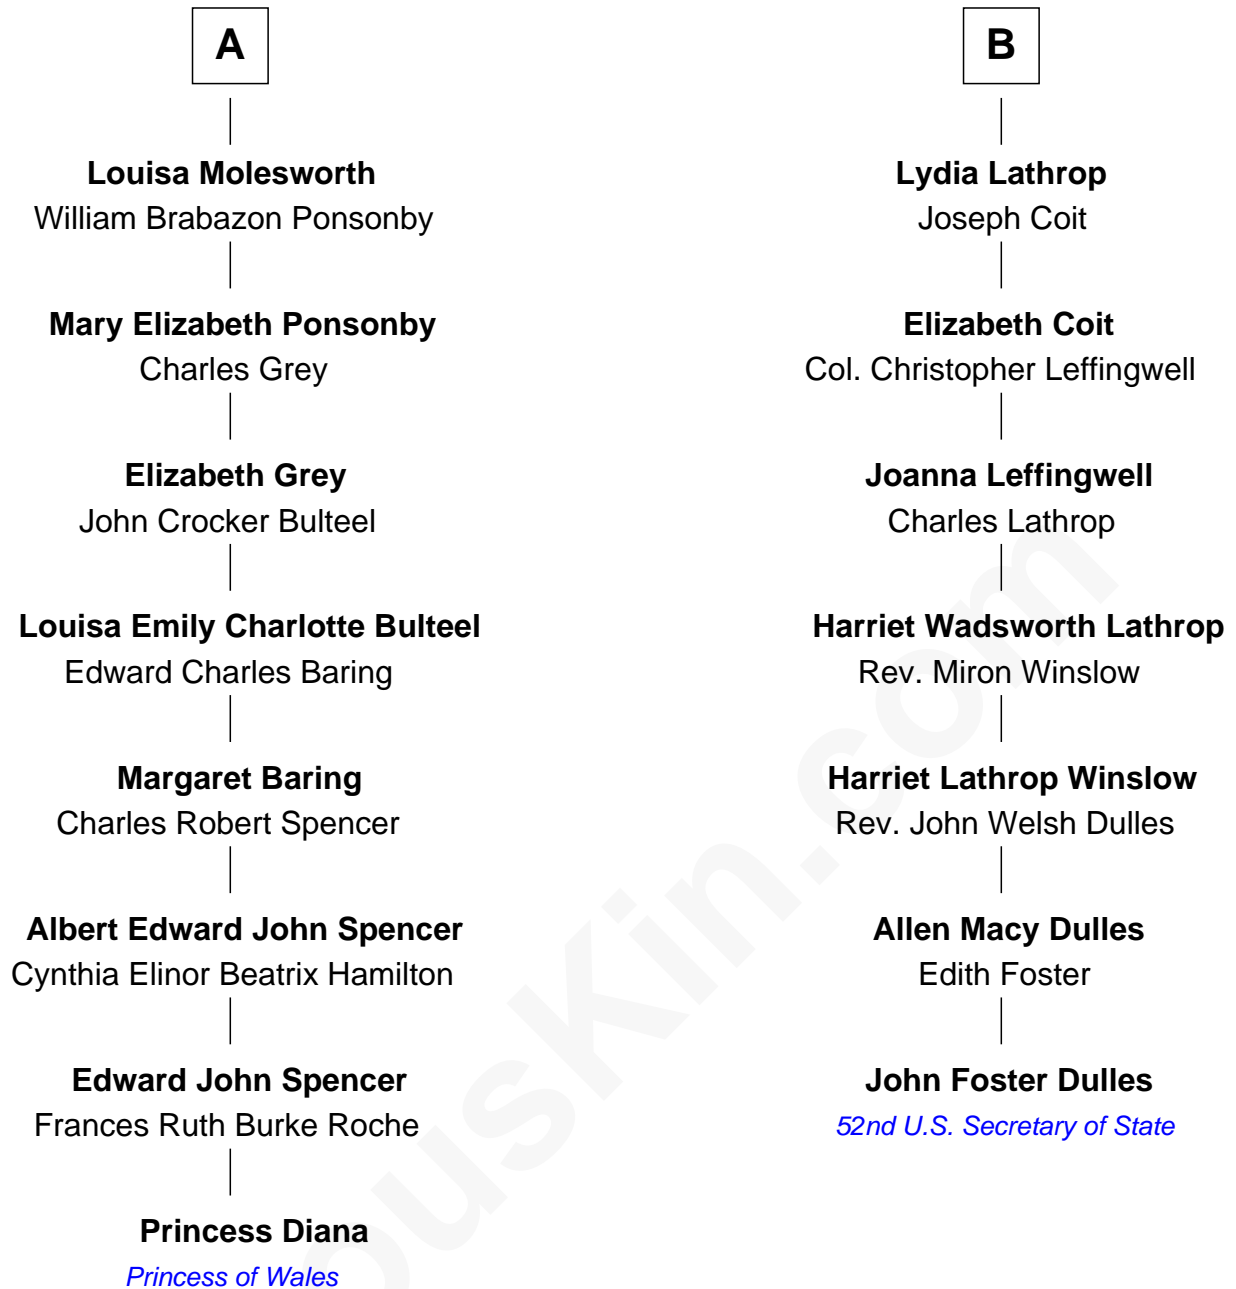 A
Louisa Molesworth
William Brabazon Ponsonby
Mary Elizabeth Ponsonby
Charles Grey
Elizabeth Grey
John Crocker Bulteel
Louisa Emily Charlotte Bulteel
Edward Charles Baring
Margaret Baring
Charles Robert Spencer
Albert Edward John Spencer
Cynthia Elinor Beatrix Hamilton
Edward John Spencer
Frances Ruth Burke Roche
Princess Diana
Princess of Wales
B
Lydia Lathrop
Joseph Coit
Elizabeth Coit
Col. Christopher Leffingwell
Joanna Leffingwell
Charles Lathrop
Harriet Wadsworth Lathrop
Rev. Miron Winslow
Harriet Lathrop Winslow
Rev. John Welsh Dulles
Allen Macy Dulles
Edith Foster
John Foster Dulles
52nd U.S. Secretary of State
ousKin.com